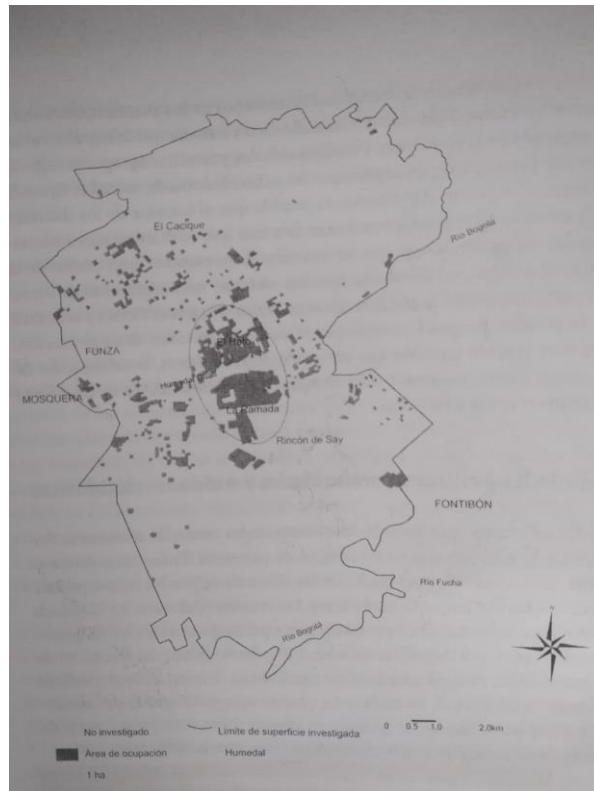 El Cacique
Río Bogotá
El Hato
FUNZA
Humedal
MOSQUERA
La Ramada
Rincón de Say
FONTIBÓN
Río Fucha
Río Bogotá
N
No investigado
Límite de superficie investigada
0 0.5 1.0 2.0km
Área de ocupación
Humedal
1 ha